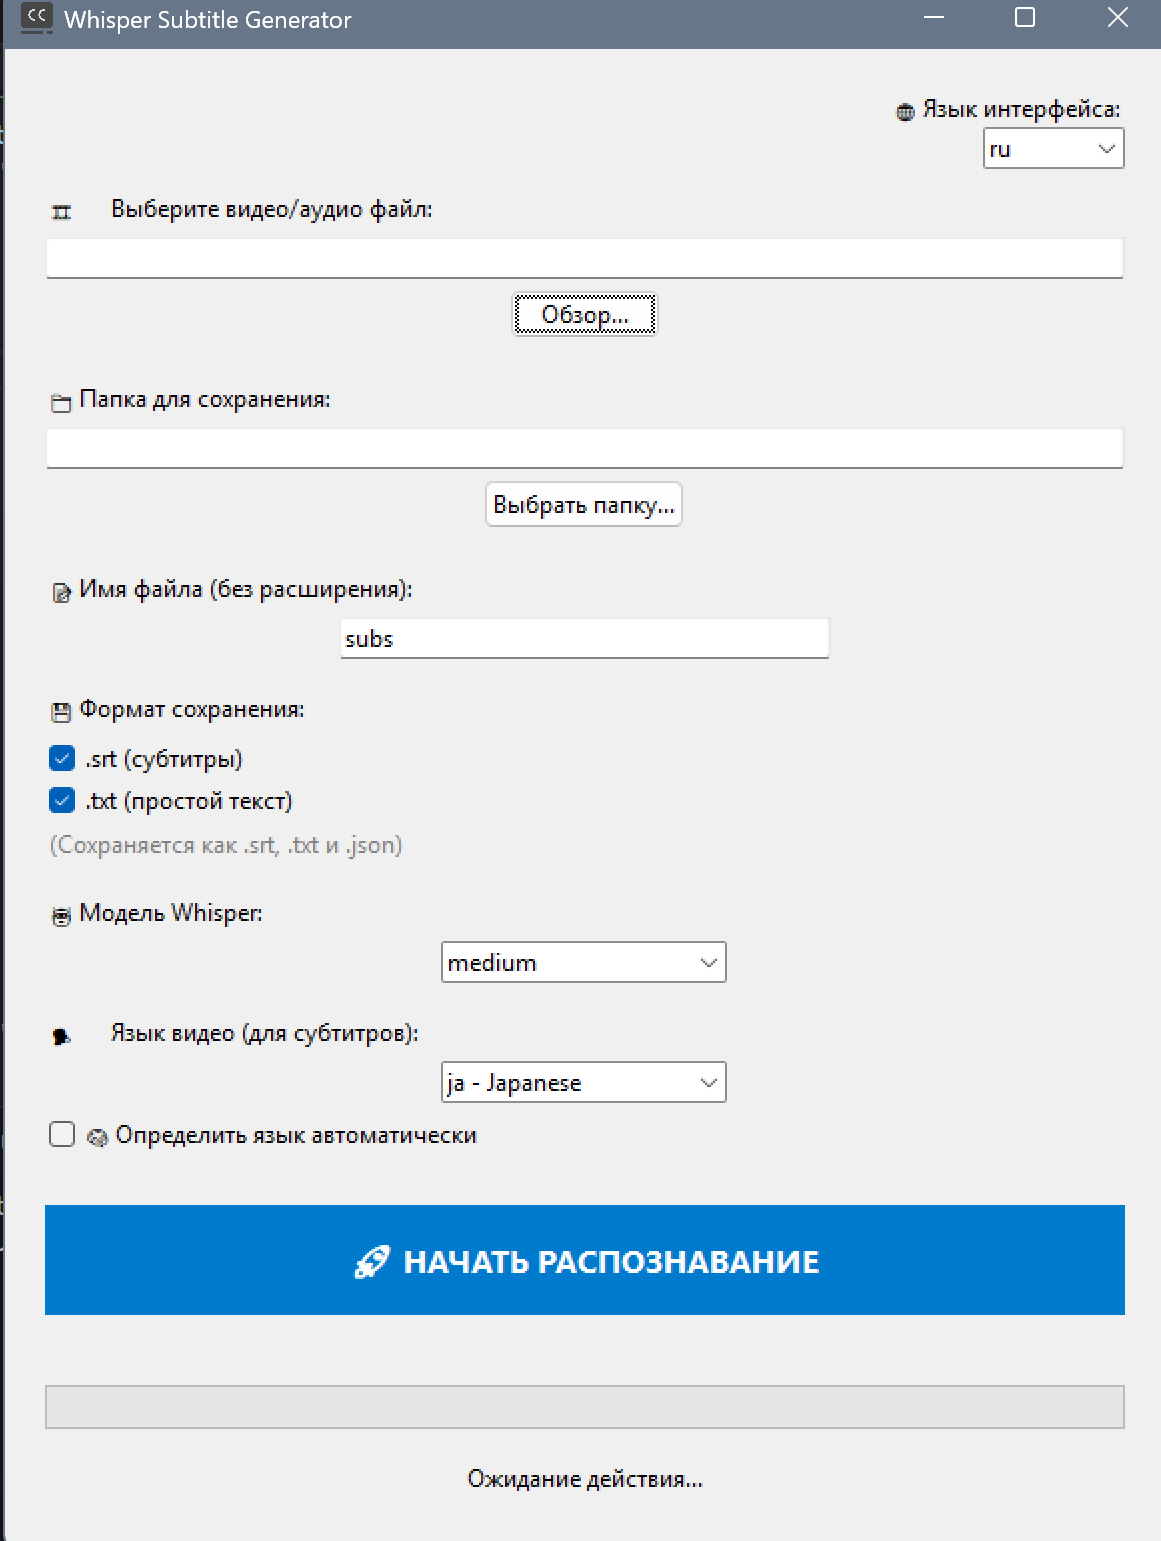 CC Whisper Subtitle Generator
Язык интерфейса:
ru
Выберите видео/аудио файл:
Обзор...
Папка для сохранения:
Выбрать папку...
Имя файла (без расширения):
subs
Формат сохранения:
.srt (субтитры)
.txt (простой текст)
(Сохраняется как .srt, .txt и .json)
Модель Whisper:
medium
Язык видео (для субтитров):
ja - Japanese
Определить язык автоматически
НАЧАТЬ РАСПОЗНАВАНИЕ
Ожидание действия...